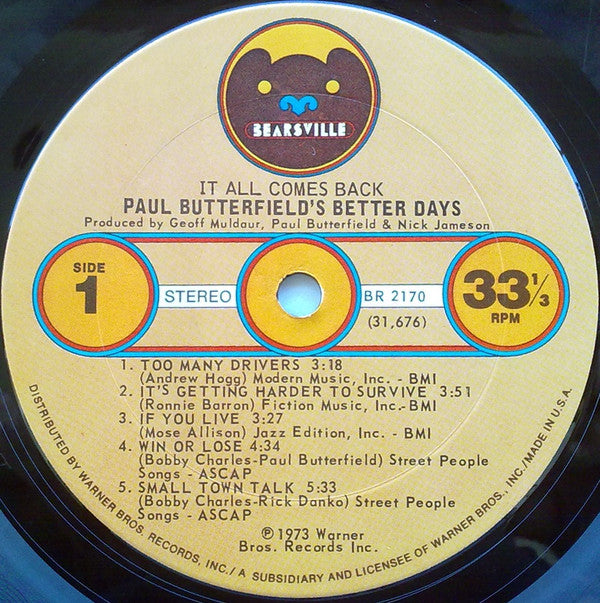 BEARSVILLE
IT ALL COMES BACK
PAUL BUTTERFIELD'S BETTER DAYS
Produced by Geoff Muldaur, Paul Butterfield & Nick Jameson
SIDE
1
STEREO
BR 2170
(31,676)
33 1/3
RPM
1. TOO MANY DRIVERS 3:18
(Andrew Hogg) Modern Music, Inc. - BMI
2. IT'S GETTING HARDER TO SURVIVE 3:51
(Ronnie Barron) Fiction Music, Inc.- BMI
3. IF YOU LIVE 3:27
(Mose Allison) Jazz Edition, Inc. - BMI
4. WIN OR LOSE 4:34
(Bobby Charles-Paul Butterfield) Street People
Songs - ASCAP
5. SMALL TOWN TALK 5:33
(Bobby Charles-Rick Danko) Street People
Songs - ASCAP
℗ 1973 Warner
Bros. Records Inc.
DISTRIBUTED BY WARNER BROS. RECORDS, INC./A SUBSIDIARY AND LICENSEE OF WARNER BROS., INC./MADE IN U.S.A.